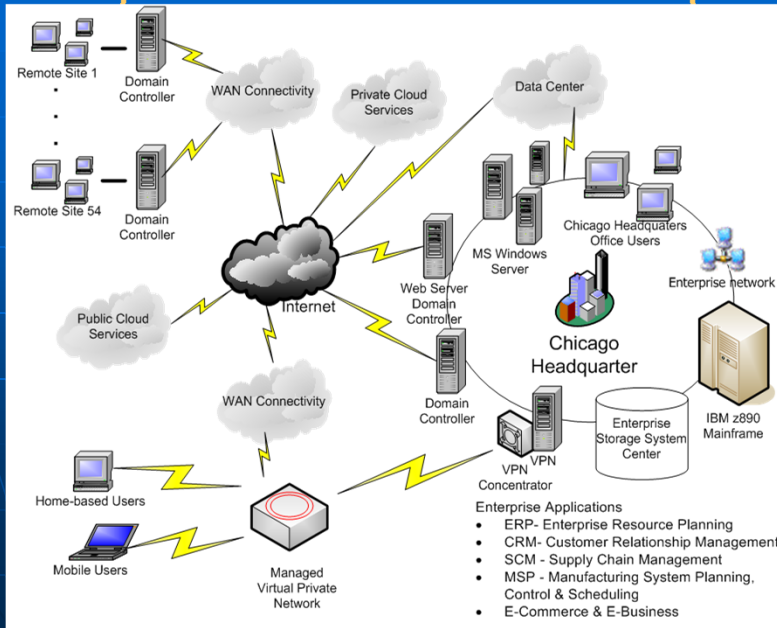 Remote Site 1
Domain
Controller
WAN Connectivity
Private Cloud
Services
Data Center
Remote Site 54
Domain
Controller
MS Windows
Server
Chicago Headquaters
Office Users
Enterprise network
Web Server
Domain
Controller
Internet
Public Cloud
Services
Chicago
Headquarter
WAN Connectivity
Domain
Controller
IBM z890
Mainframe
Enterprise
Storage System
Center
VPN
VPN
Concentrator
Home-based Users
Mobile Users
Managed
Virtual Private
Network
Enterprise Applications
• ERP- Enterprise Resource Planning
• CRM- Customer Relationship Management
• SCM - Supply Chain Management
• MSP - Manufacturing System Planning,
Control & Scheduling
• E-Commerce & E-Business